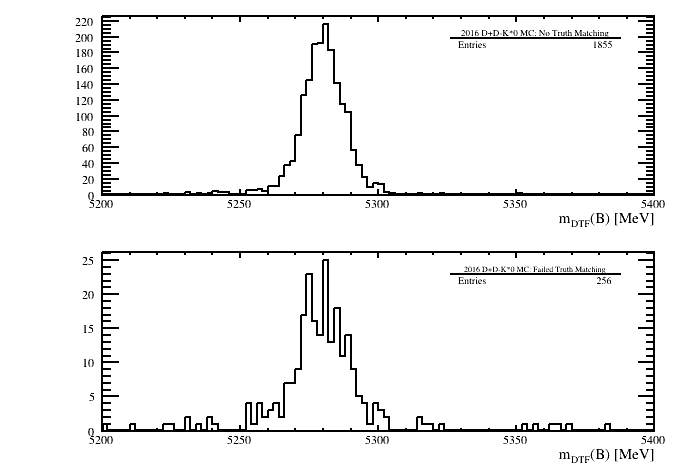 220
200
180
160
140
120
100
80
60
40
20
0
2016 D+D-K*0 MC: No Truth Matching
Entries 1855
5200 5250 5300 5350 5400
mDTF(B) [MeV]
25
20
15
10
5
0
2016 D+D-K*0 MC: Failed Truth Matching
Entries 256
5200 5250 5300 5350 5400
mDTF(B) [MeV]